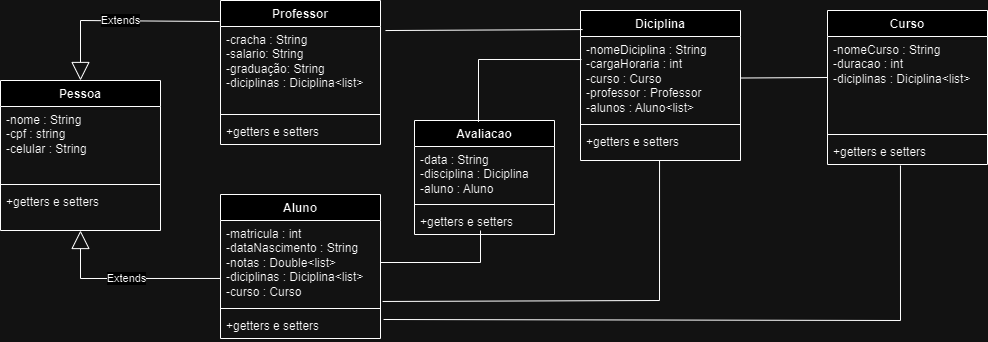 Extends
Professor
-cracha : String
-salario: String
-graduação: String
-diciplinas : Diciplina<list>
+getters e setters
Diciplina
-nomeDiciplina : String
-cargaHoraria : int
-curso : Curso
-professor : Professor
-alunos : Aluno<list>
+getters e setters
Curso
-nomeCurso : String
-duracao : int
-diciplinas : Diciplina<list>
+getters e setters
Pessoa
-nome : String
-cpf : string
-celular : String
+getters e setters
Avaliacao
-data : String
-disciplina : Diciplina
-aluno : Aluno
+getters e setters
Extends
Aluno
-matricula : int
-dataNascimento : String
-notas : Double<list>
-diciplinas : Diciplina<list>
-curso : Curso
+getters e setters